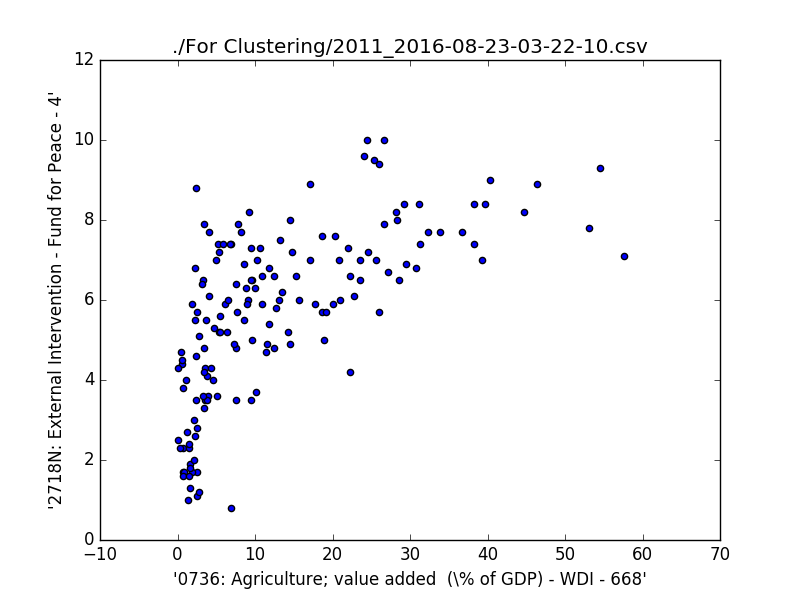 ./For Clustering/2011_2016-08-23-03-22-10.csv
12
10
8
6
4
2
0
'2718N: External Intervention - Fund for Peace - 4'
−10 0 10 20 30 40 50 60 70
'0736: Agriculture; value added  (\% of GDP) - WDI - 668'